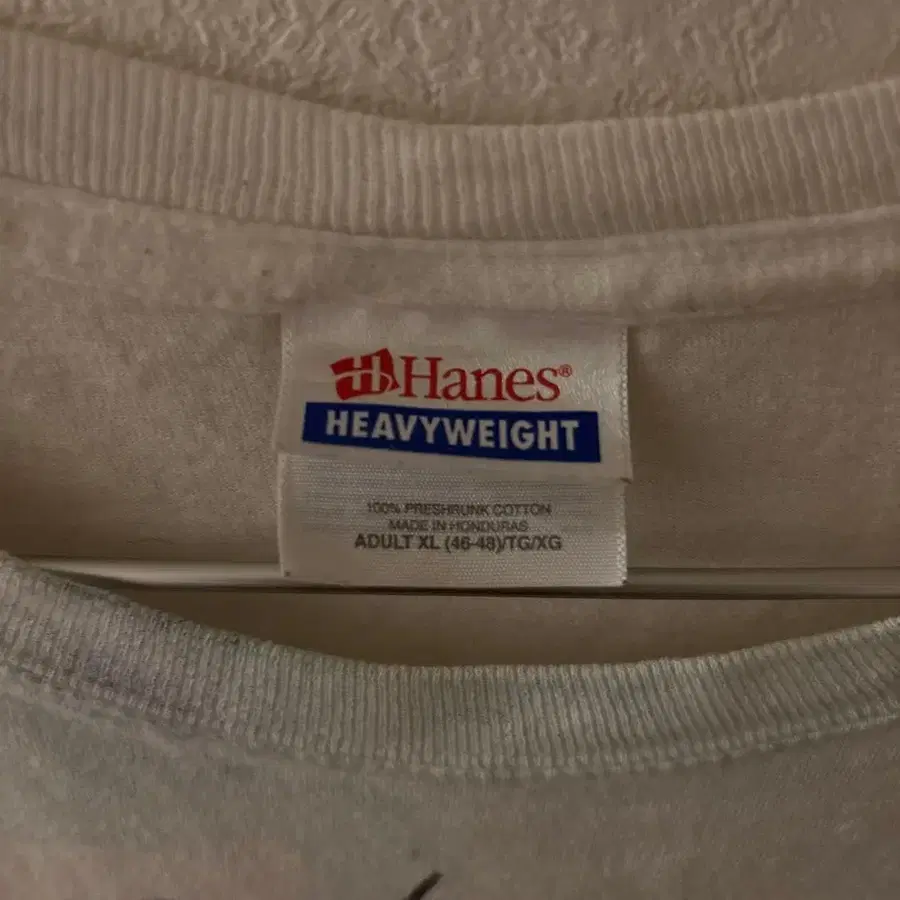 Hanes®
HEAVYWEIGHT
100% PRESHRUNK COTTON
MADE IN HONDURAS
ADULT XL (46-48)/TG/XG